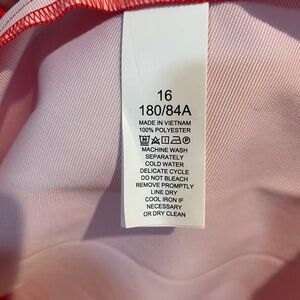 16
180/84A
MADE IN VIETNAM
100% POLYESTER
MACHINE WASH
SEPARATELY
COLD WATER
DELICATE CYCLE
DO NOT BLEACH
REMOVE PROMPTLY
LINE DRY
COOL IRON IF
NECESSARY
OR DRY CLEAN